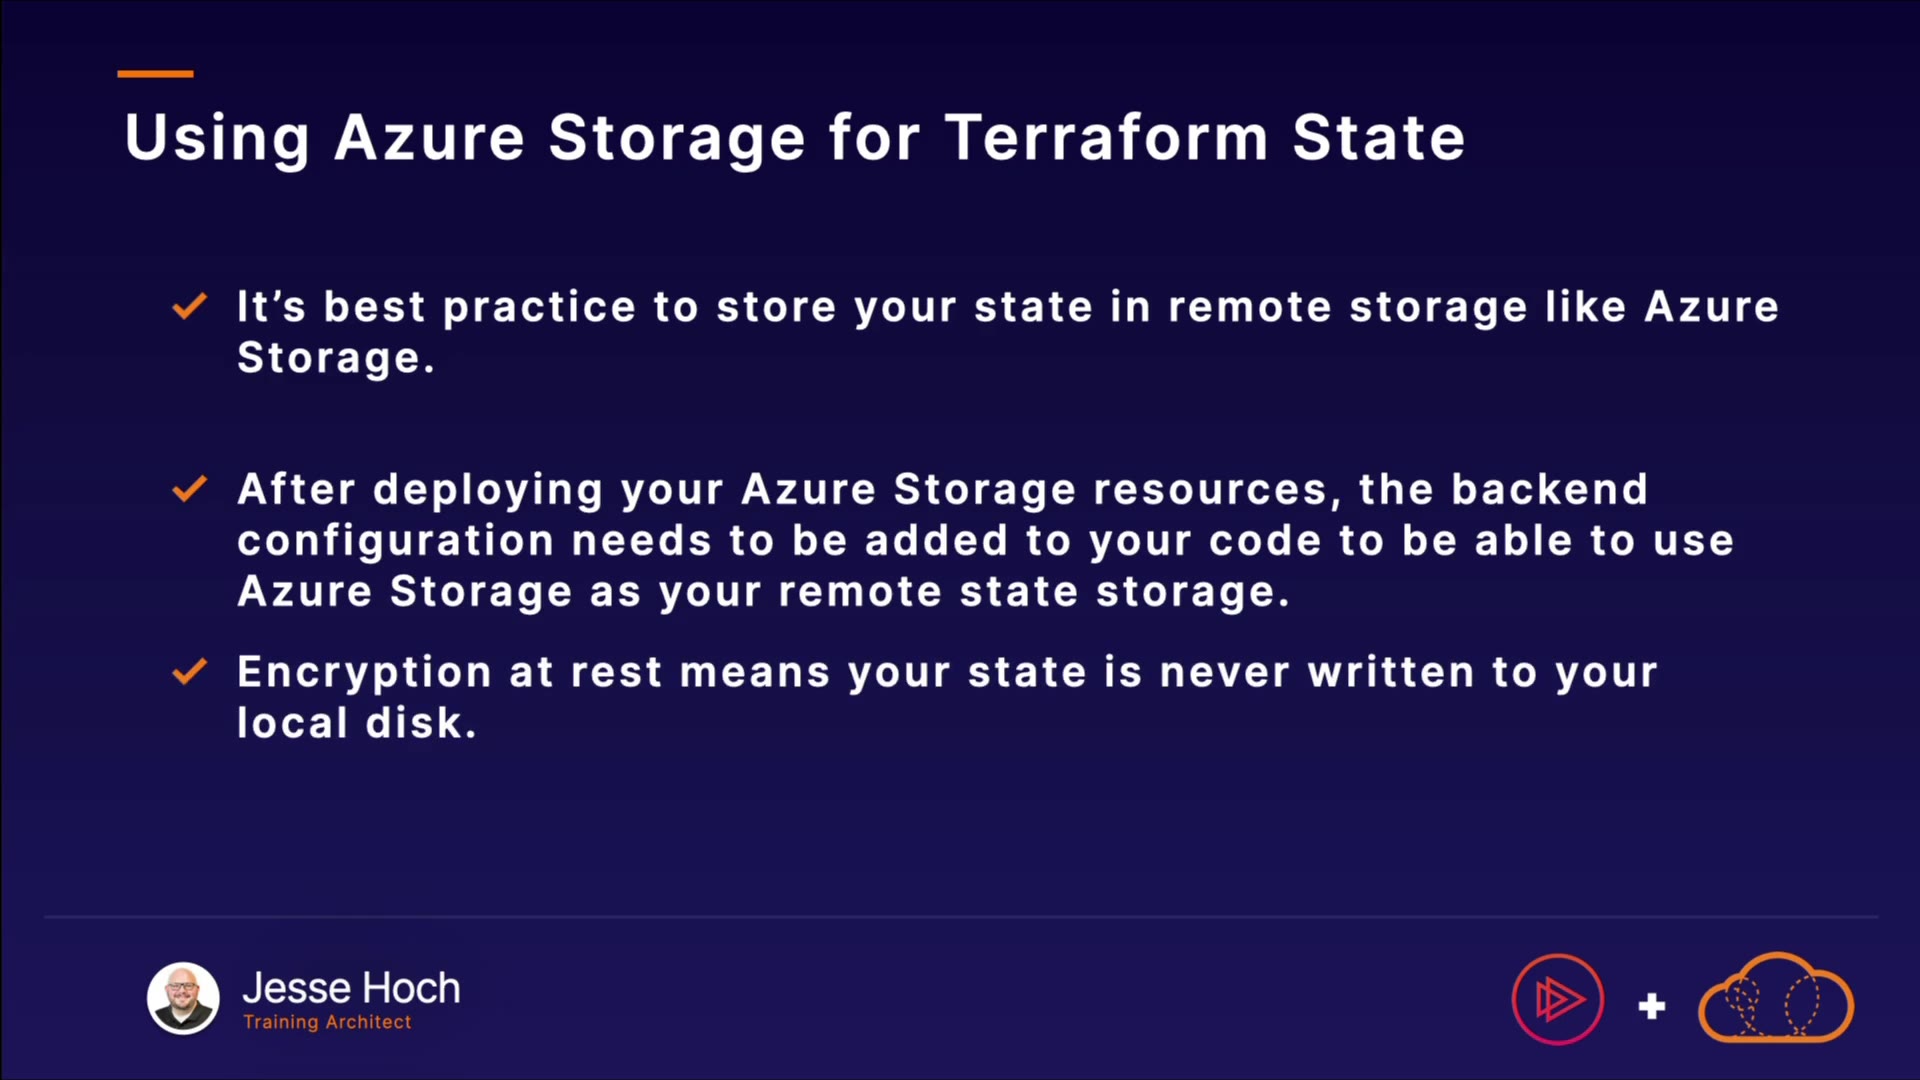 Using Azure Storage for Terraform State
It’s best practice to store your state in remote storage like Azure
Storage.
After deploying your Azure Storage resources, the backend
configuration needs to be added to your code to be able to use
Azure Storage as your remote state storage.
Encryption at rest means your state is never written to your
local disk.
Jesse Hoch
Training Architect